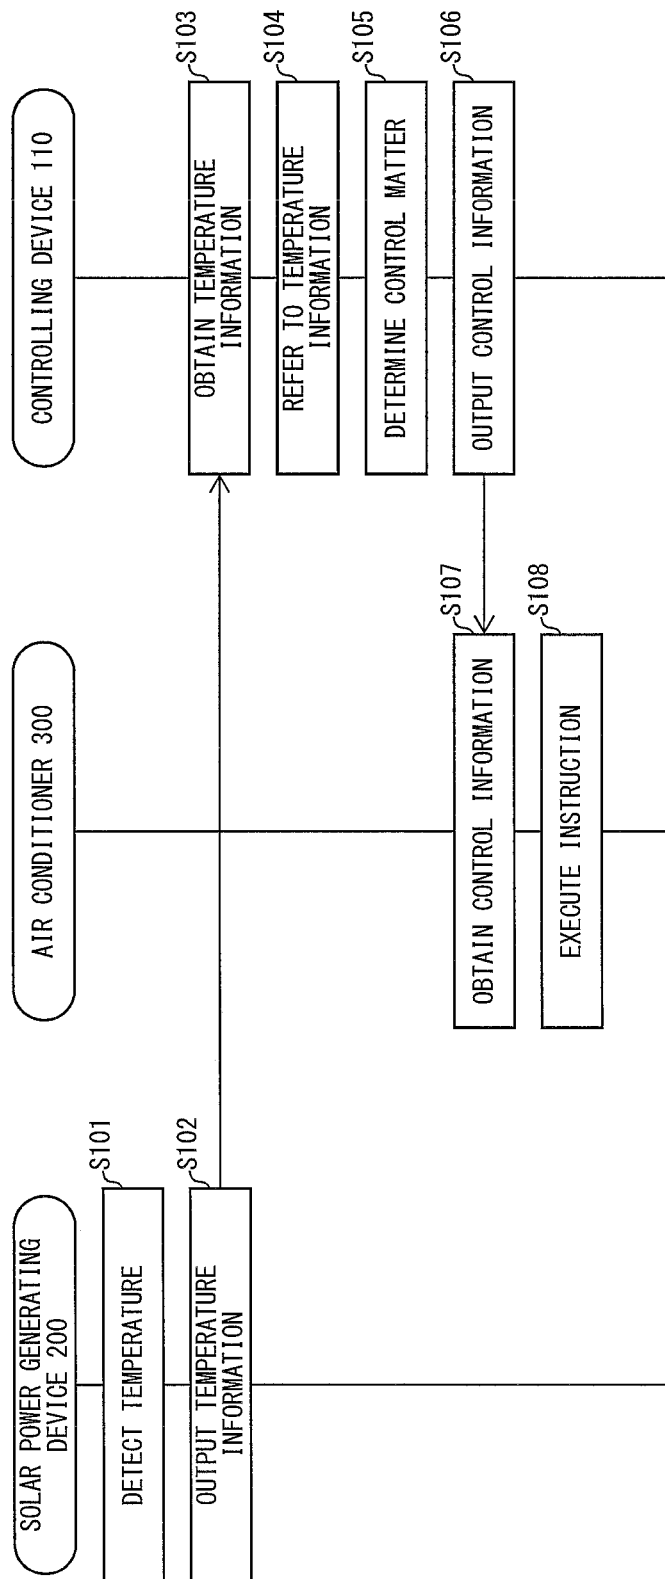 SOLAR POWER GENERATING
DEVICE 200
S101
DETECT TEMPERATURE
S102
OUTPUT TEMPERATURE
INFORMATION
AIR CONDITIONER 300
S107
OBTAIN CONTROL INFORMATION
S108
EXECUTE INSTRUCTION
CONTROLLING DEVICE 110
S103
OBTAIN TEMPERATURE
INFORMATION
S104
REFER TO TEMPERATURE
INFORMATION
S105
DETERMINE CONTROL MATTER
S106
OUTPUT CONTROL INFORMATION